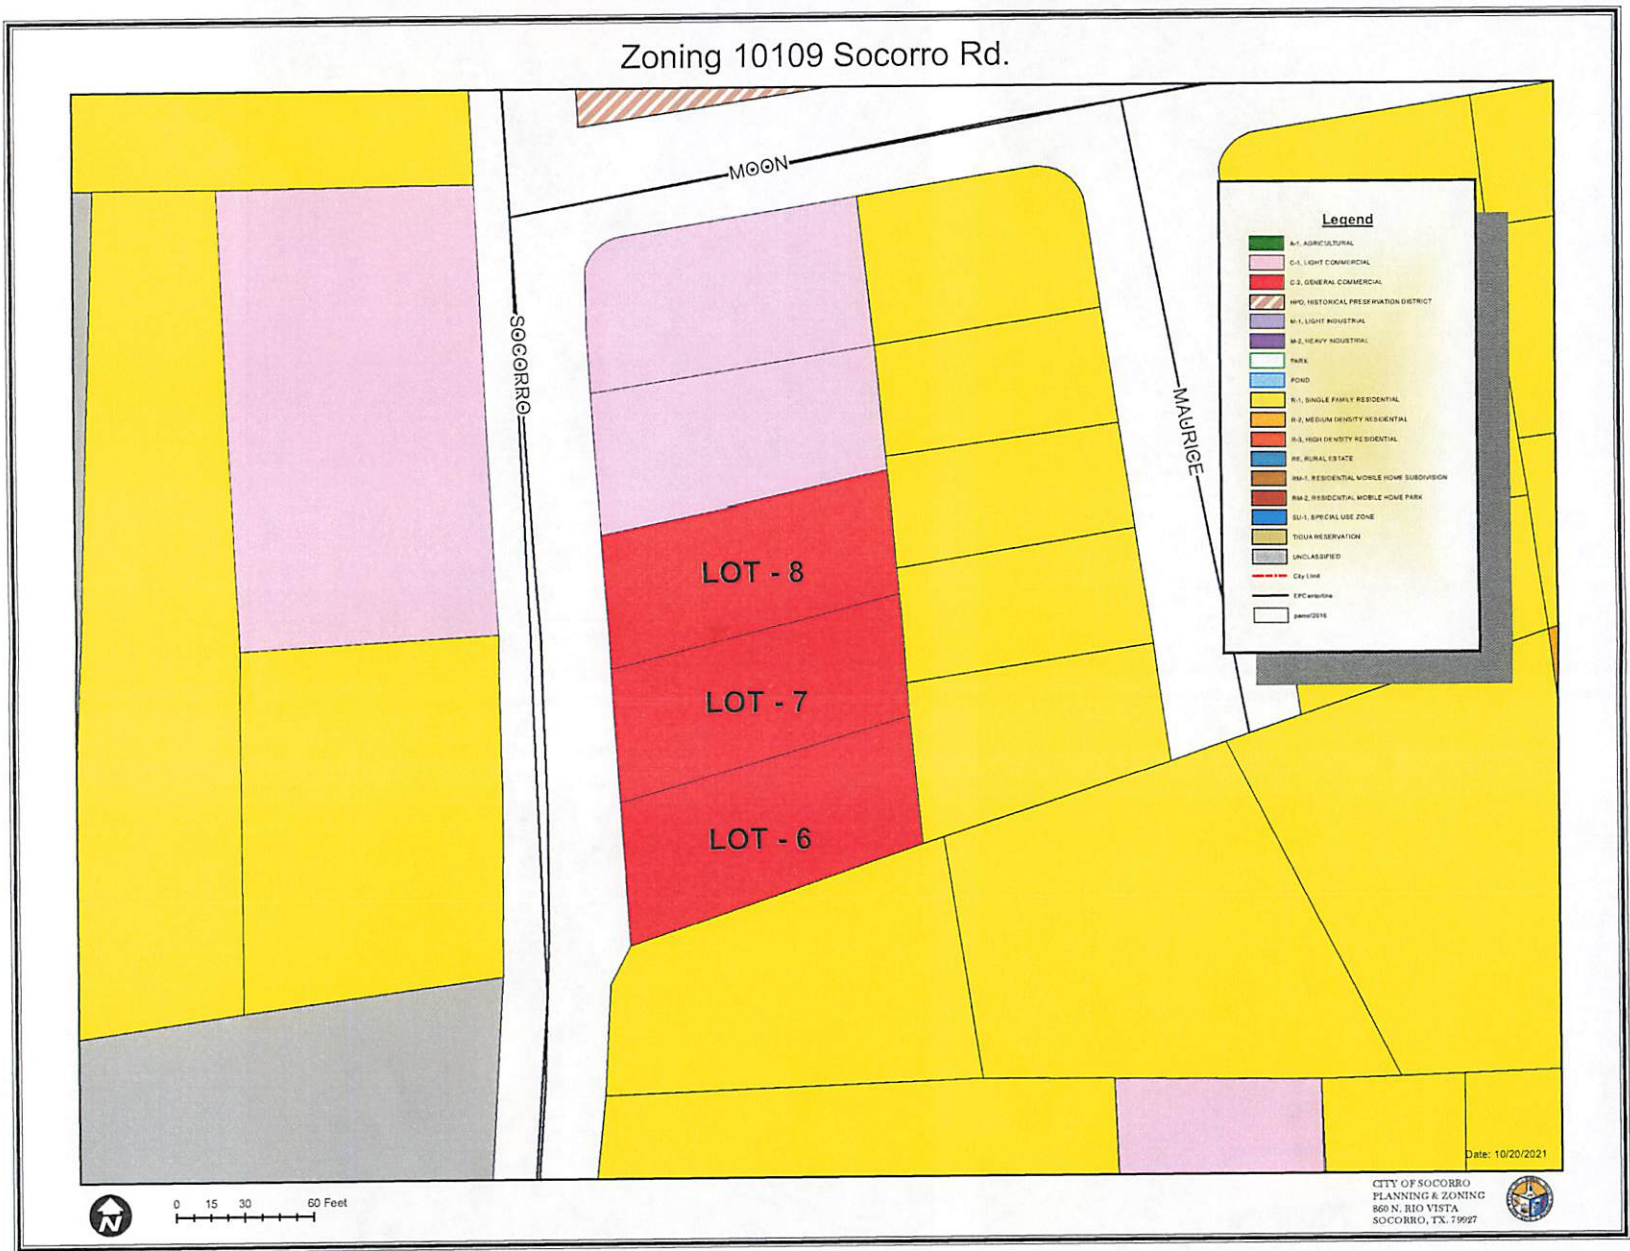 Zoning 10109 Socorro Rd.
MOON
SOCORRO
MAURICE
LOT - 8
LOT - 7
LOT - 6
Legend
A-1, AGRICULTURAL
C-1, LIGHT COMMERCIAL
C-2, GENERAL COMMERCIAL
HPD, HISTORICAL PRESERVATION DISTRICT
M-1, LIGHT INDUSTRIAL
M-2, HEAVY INDUSTRIAL
PARK
POND
R-1, SINGLE FAMILY RESIDENTIAL
R-2, MEDIUM DENSITY RESIDENTIAL
R-3, HIGH DENSITY RESIDENTIAL
RE, RURAL ESTATE
RM-1, RESIDENTIAL MOBILE HOME SUBDIVISION
RM-2, RESIDENTIAL MOBILE HOME PARK
SU-1, SPECIAL USE ZONE
TIGUA RESERVATION
UNCLASSIFIED
City Limit
EPCenterline
Date: 10/20/2021
N
0 15 30 60 Feet
CITY OF SOCORRO
PLANNING & ZONING
860 N. RIO VISTA
SOCORRO, TX. 79927